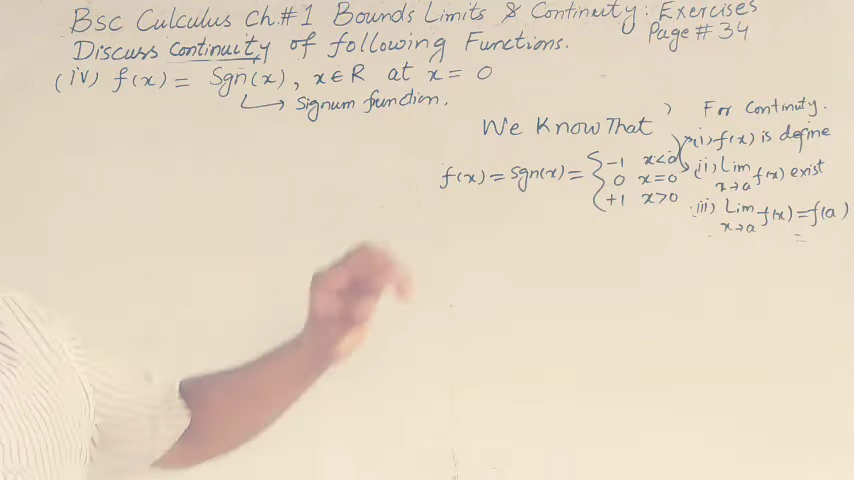 Bsc Calculus Ch.#1 Bounds Limits & Continuity. Exercises
Page # 34
Discuss continuity of following Functions.
(iv) f(x) = Sgn(x), x ∈ R at x = 0
↳ Signum function.
We Know That
f(x) = sgn(x) = { -1 x<0
0 x=0
+1 x>0
For Continuty.
(i) f(x) is define
(ii) Lim x→a f(x) exist
(iii) Lim x→a f(x) = f(a)